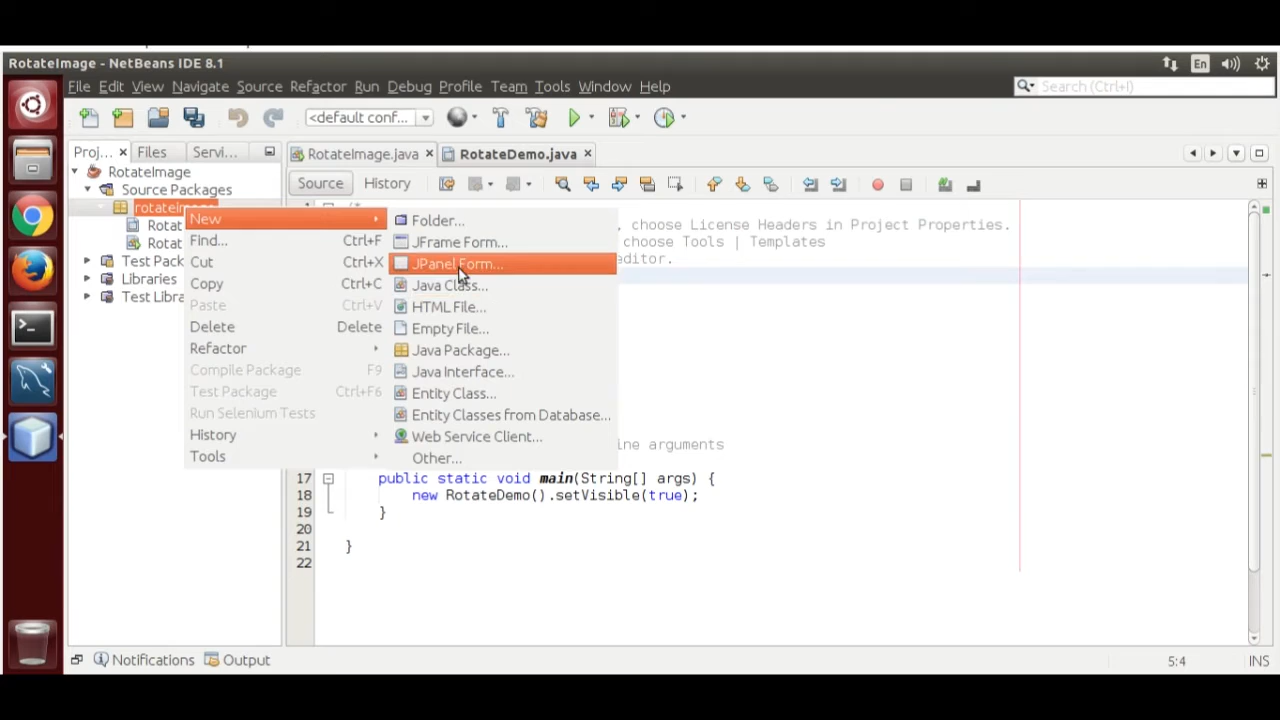 RotateImage - NetBeans IDE 8.1
En
File Edit View Navigate Source Refactor Run Debug Profile Team Tools Window Help
Search (Ctrl+I)
<default conf...
Proj... × Files Servi...
RotateImage.java × RotateDemo.java ×
Source History
RotateImage
Source Packages
rotateimage
Rotat
Rotat
Test Pack
Libraries
Test Libra
New
Find... Ctrl+F
Cut Ctrl+X
Copy Ctrl+C
Paste Ctrl+V
Delete Delete
Refactor
Compile Package F9
Test Package Ctrl+F6
Run Selenium Tests
History
Tools
Folder...
JFrame Form...
JPanel Form...
Java Class...
HTML File...
Empty File...
Java Package...
Java Interface...
Entity Class...
Entity Classes from Database...
Web Service Client...
Other...
1 /*
, choose License Headers in Project Properties.
choose Tools | Templates
editor.
ine arguments
17 public static void main(String[] args) {
18 new RotateDemo().setVisible(true);
19 }
20
21 }
22
Notifications Output
5:4 INS